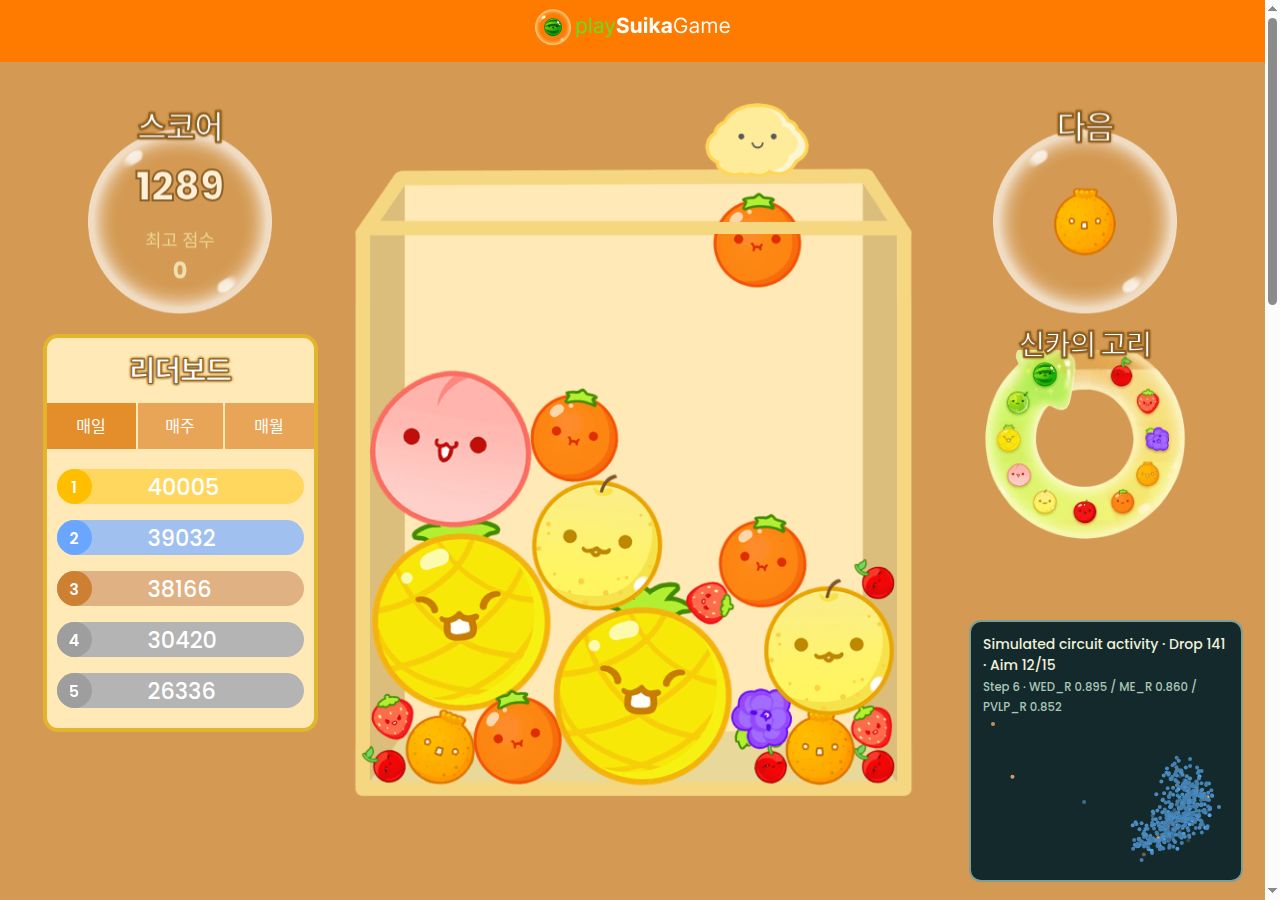 playSuikaGame
스코어
1289
최고 점수
0
다음
신카의 고리
리더보드
매일 매주 매월
1 40005
2 39032
3 38166
4 30420
5 26336
Simulated circuit activity · Drop 141
· Aim 12/15
Step 6 · WED_R 0.895 / ME_R 0.860 /
PVLP_R 0.852